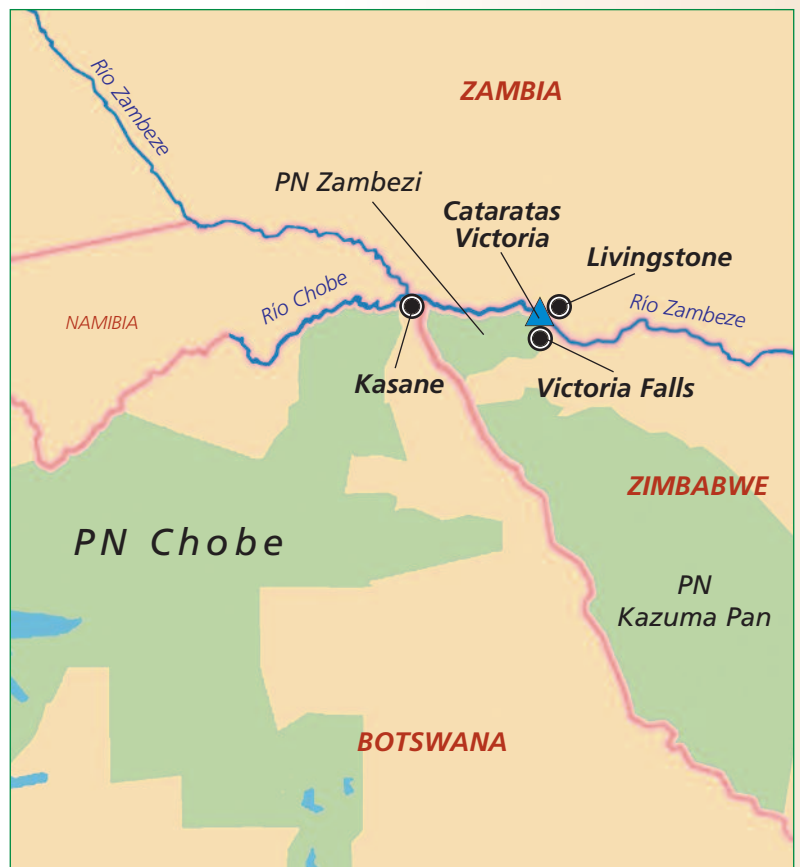 Río Zambeze
ZAMBIA
PN Zambezi
Cataratas
Victoria
Livingstone
Río Chobe
Río Zambeze
NAMIBIA
Kasane
Victoria Falls
ZIMBABWE
PN Chobe
PN
Kazuma Pan
BOTSWANA